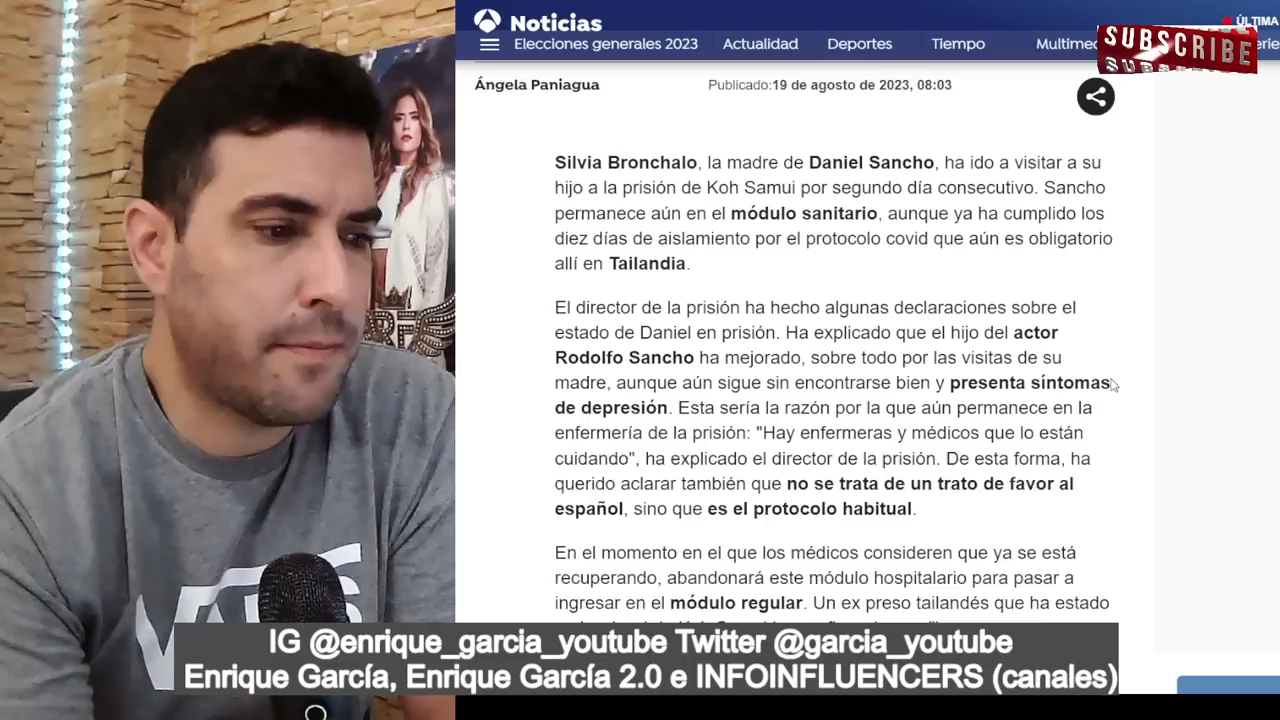 Noticias
ÚLTIMA
Elecciones generales 2023 Actualidad Deportes Tiempo
SUBSCRIBE
Ángela Paniagua Publicado:19 de agosto de 2023, 08:03
Silvia Bronchalo, la madre de Daniel Sancho, ha ido a visitar a su
hijo a la prisión de Koh Samui por segundo día consecutivo. Sancho
permanece aún en el módulo sanitario, aunque ya ha cumplido los
diez días de aislamiento por el protocolo covid que aún es obligatorio
allí en Tailandia.
El director de la prisión ha hecho algunas declaraciones sobre el
estado de Daniel en prisión. Ha explicado que el hijo del actor
Rodolfo Sancho ha mejorado, sobre todo por las visitas de su
madre, aunque aún sigue sin encontrarse bien y presenta síntomas
de depresión. Esta sería la razón por la que aún permanece en la
enfermería de la prisión: "Hay enfermeras y médicos que lo están
cuidando", ha explicado el director de la prisión. De esta forma, ha
querido aclarar también que no se trata de un trato de favor al
español, sino que es el protocolo habitual.
En el momento en el que los médicos consideren que ya se está
recuperando, abandonará este módulo hospitalario para pasar a
ingresar en el módulo regular. Un ex preso tailandés que ha estado
IG @enrique_garcia_youtube Twitter @garcia_youtube
Enrique García, Enrique García 2.0 e INFOINFLUENCERS (canales)